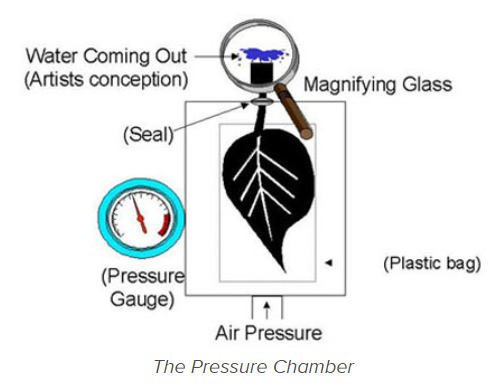 Water Coming Out
(Artists conception)
Magnifying Glass
(Seal)
(Plastic bag)
(Pressure
Gauge)
Air Pressure
The Pressure Chamber